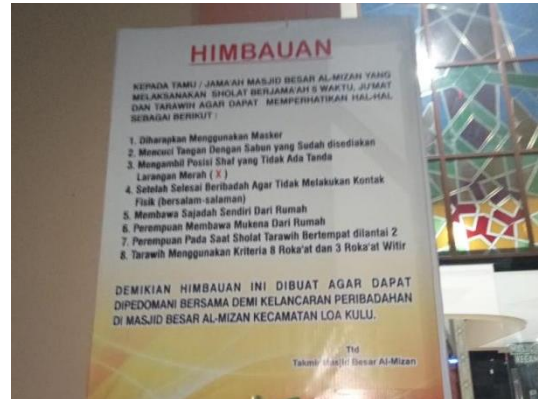 HIMBAUAN
KEPADA TAMU / JAMA'AH MASJID BESAR AL-MIZAN YANG
MELAKSANAKAN SHOLAT BERJAMA'AH 5 WAKTU, JU'MAT
DAN TARAWIH AGAR DAPAT MEMPERHATIKAN HAL-HAL
SEBAGAI BERIKUT :
1. Diharapkan Menggunakan Masker
2. Mencuci Tangan Dengan Sabun yang Sudah disediakan
3. Mengambil Posisi Shaf yang Tidak Ada Tanda
Larangan Merah ( X )
4. Setelah Selesai Beribadah Agar Tidak Melakukan Kontak
Fisik (bersalam-salaman)
5. Membawa Sajadah Sendiri Dari Rumah
6. Perempuan Membawa Mukena Dari Rumah
7. Perempuan Pada Saat Sholat Tarawih Bertempat dilantai 2
8. Tarawih Menggunakan Kriteria 8 Roka'at dan 3 Roka'at Witir
DEMIKIAN HIMBAUAN INI DIBUAT AGAR DAPAT
DIPEDOMANI BERSAMA DEMI KELANCARAN PERIBADAHAN
DI MASJID BESAR AL-MIZAN KECAMATAN LOA KULU.
Ttd
Takmir Masjid Besar Al-Mizan